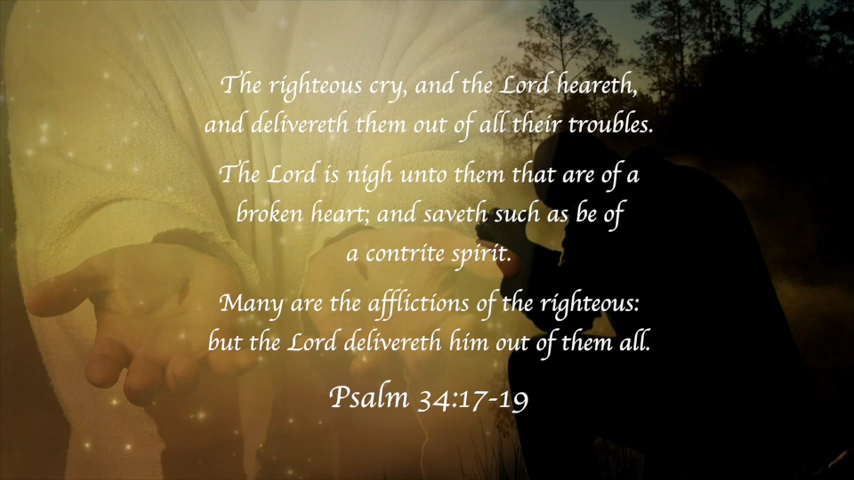 The righteous cry, and the Lord heareth,
and delivereth them out of all their troubles.
The Lord is nigh unto them that are of a
broken heart; and saveth such as be of
a contrite spirit.
Many are the afflictions of the righteous:
but the Lord delivereth him out of them all.
Psalm 34:17-19